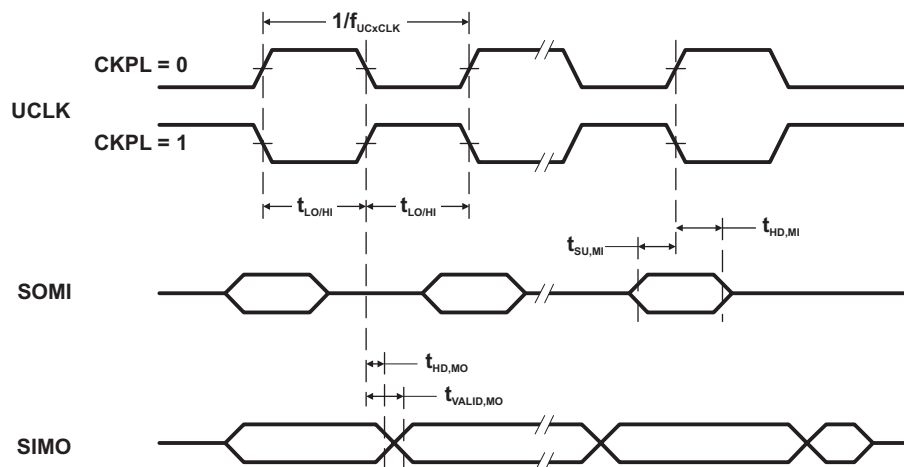 1/fUCxCLK
CKPL = 0
UCLK
CKPL = 1
tLO/HI
tLO/HI
tSU,MI
tHD,MI
SOMI
tHD,MO
tVALID,MO
SIMO